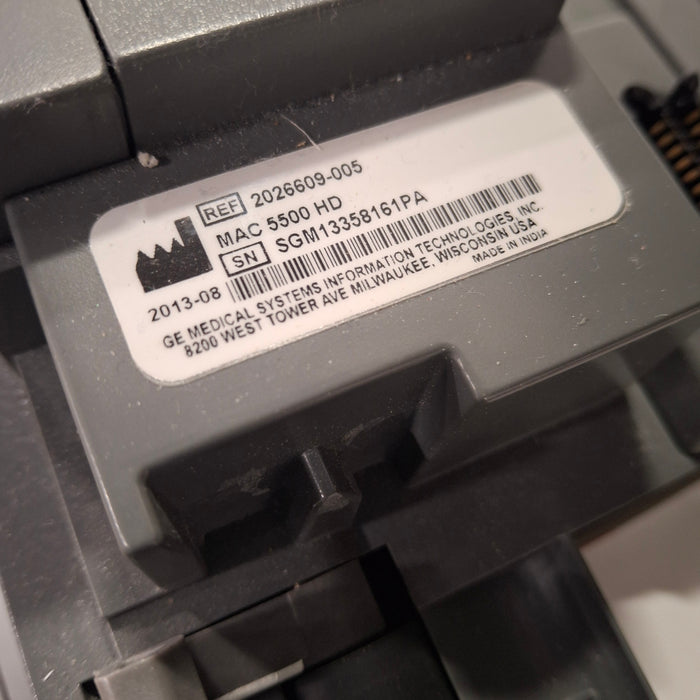 REF 2026609-005
MAC 5500 HD
SN SGM13358161PA
2013-08
GE MEDICAL SYSTEMS INFORMATION TECHNOLOGIES, INC.
8200 WEST TOWER AVE MILWAUKEE, WISCONSIN USA
MADE IN INDIA